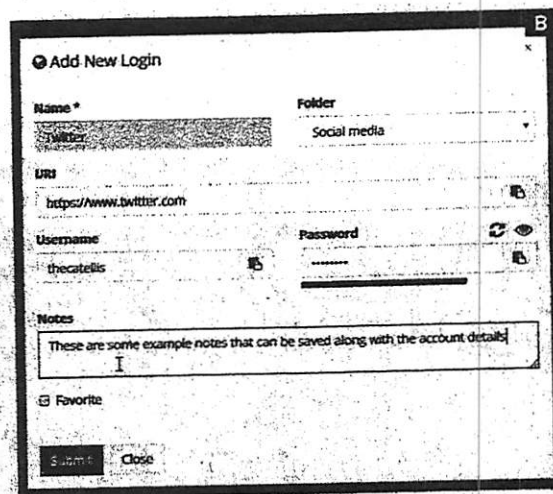 B
Add New Login
×
Name * Folder
Twitter Social media
URI
https://www.twitter.com
Username Password
thecatellis ••••••••
Notes
These are some example notes that can be saved along with the account details
Favorite
Submit Close